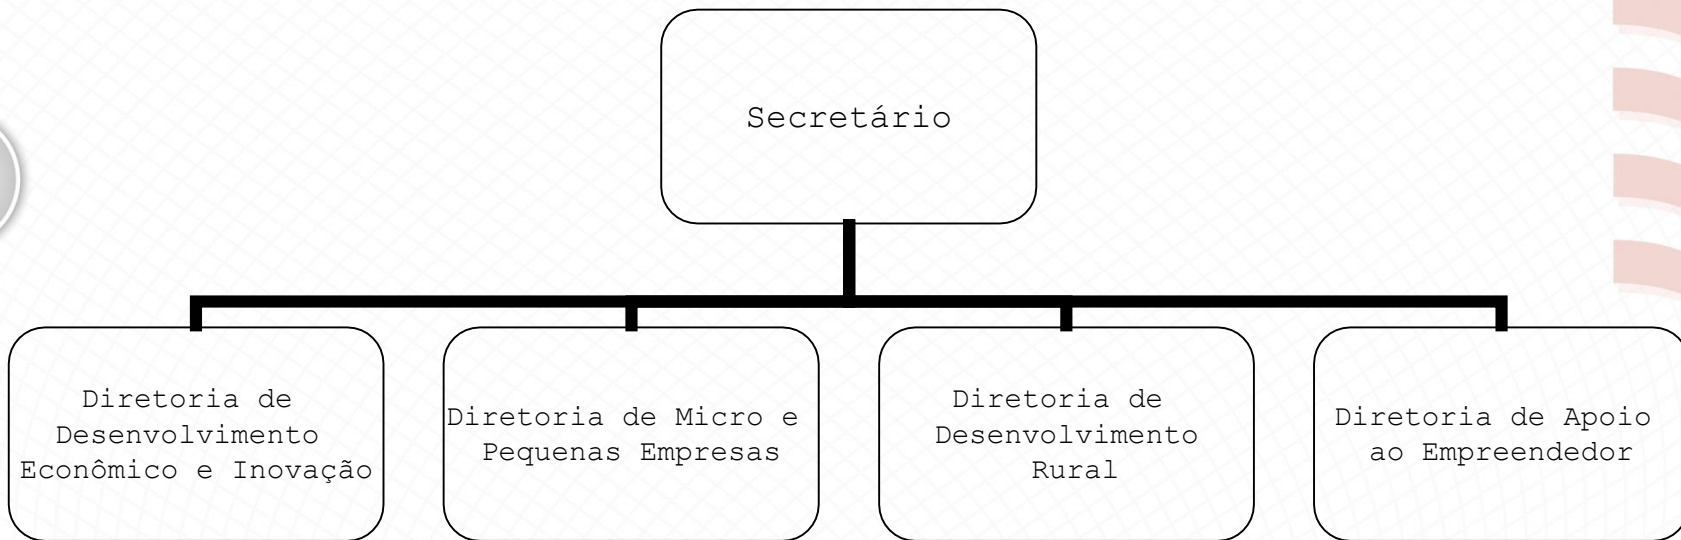 Secretário
Diretoria de
Desenvolvimento
Econômico e Inovação
Diretoria de Micro e
Pequenas Empresas
Diretoria de
Desenvolvimento
Rural
Diretoria de Apoio
ao Empreendedor